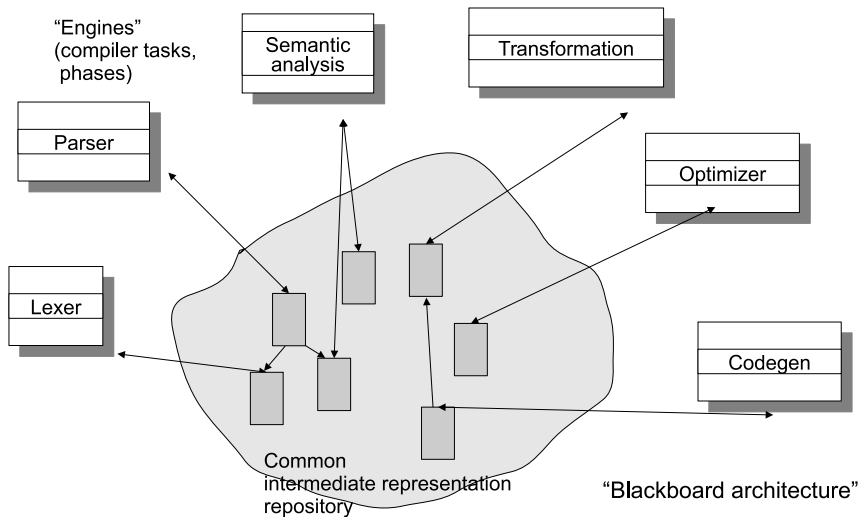 “Engines”
(compiler tasks,
phases)
Semantic
analysis
Transformation
Parser
Optimizer
Lexer
Codegen
Common
intermediate representation
repository
“Blackboard architecture”